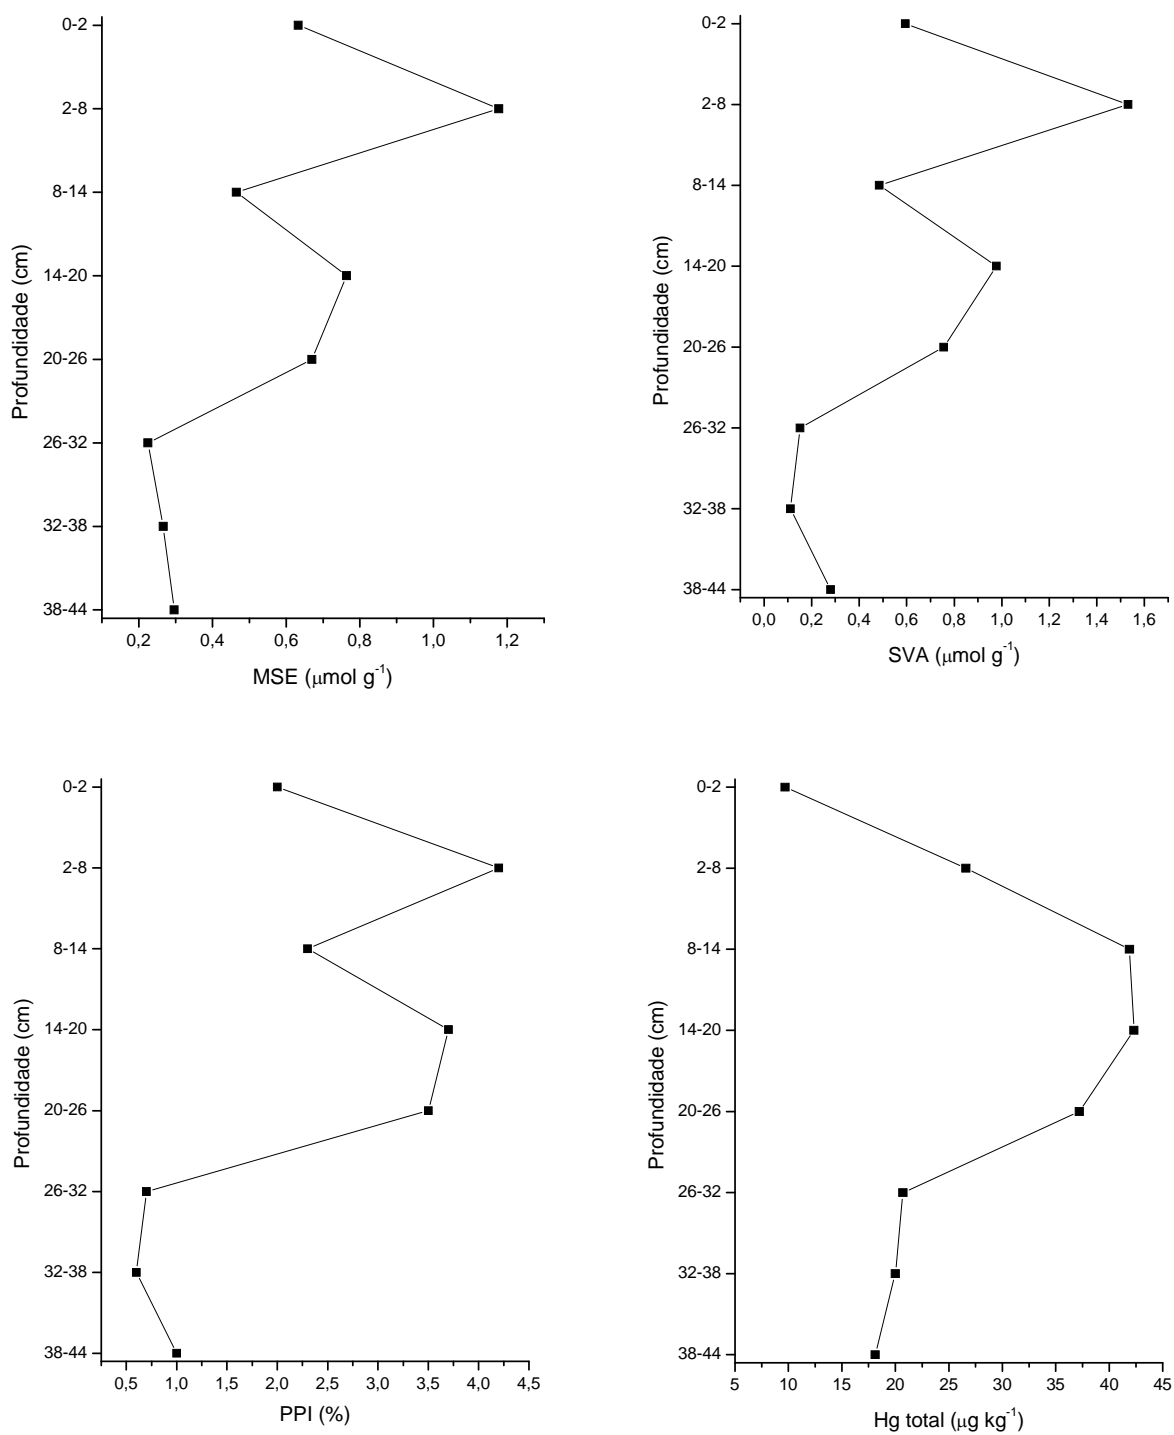 0-2
2-8
8-14
14-20
20-26
26-32
32-38
38-44
Profundidade (cm)
0,2 0,4 0,6 0,8 1,0 1,2
MSE (μmol g⁻¹)
0-2
2-8
8-14
14-20
20-26
26-32
32-38
38-44
Profundidade (cm)
0,0 0,2 0,4 0,6 0,8 1,0 1,2 1,4 1,6
SVA (μmol g⁻¹)
0-2
2-8
8-14
14-20
20-26
26-32
32-38
38-44
Profundidade (cm)
0,5 1,0 1,5 2,0 2,5 3,0 3,5 4,0 4,5
PPI (%)
0-2
2-8
8-14
14-20
20-26
26-32
32-38
38-44
Profundidade (cm)
5 10 15 20 25 30 35 40 45
Hg total (μg kg⁻¹)